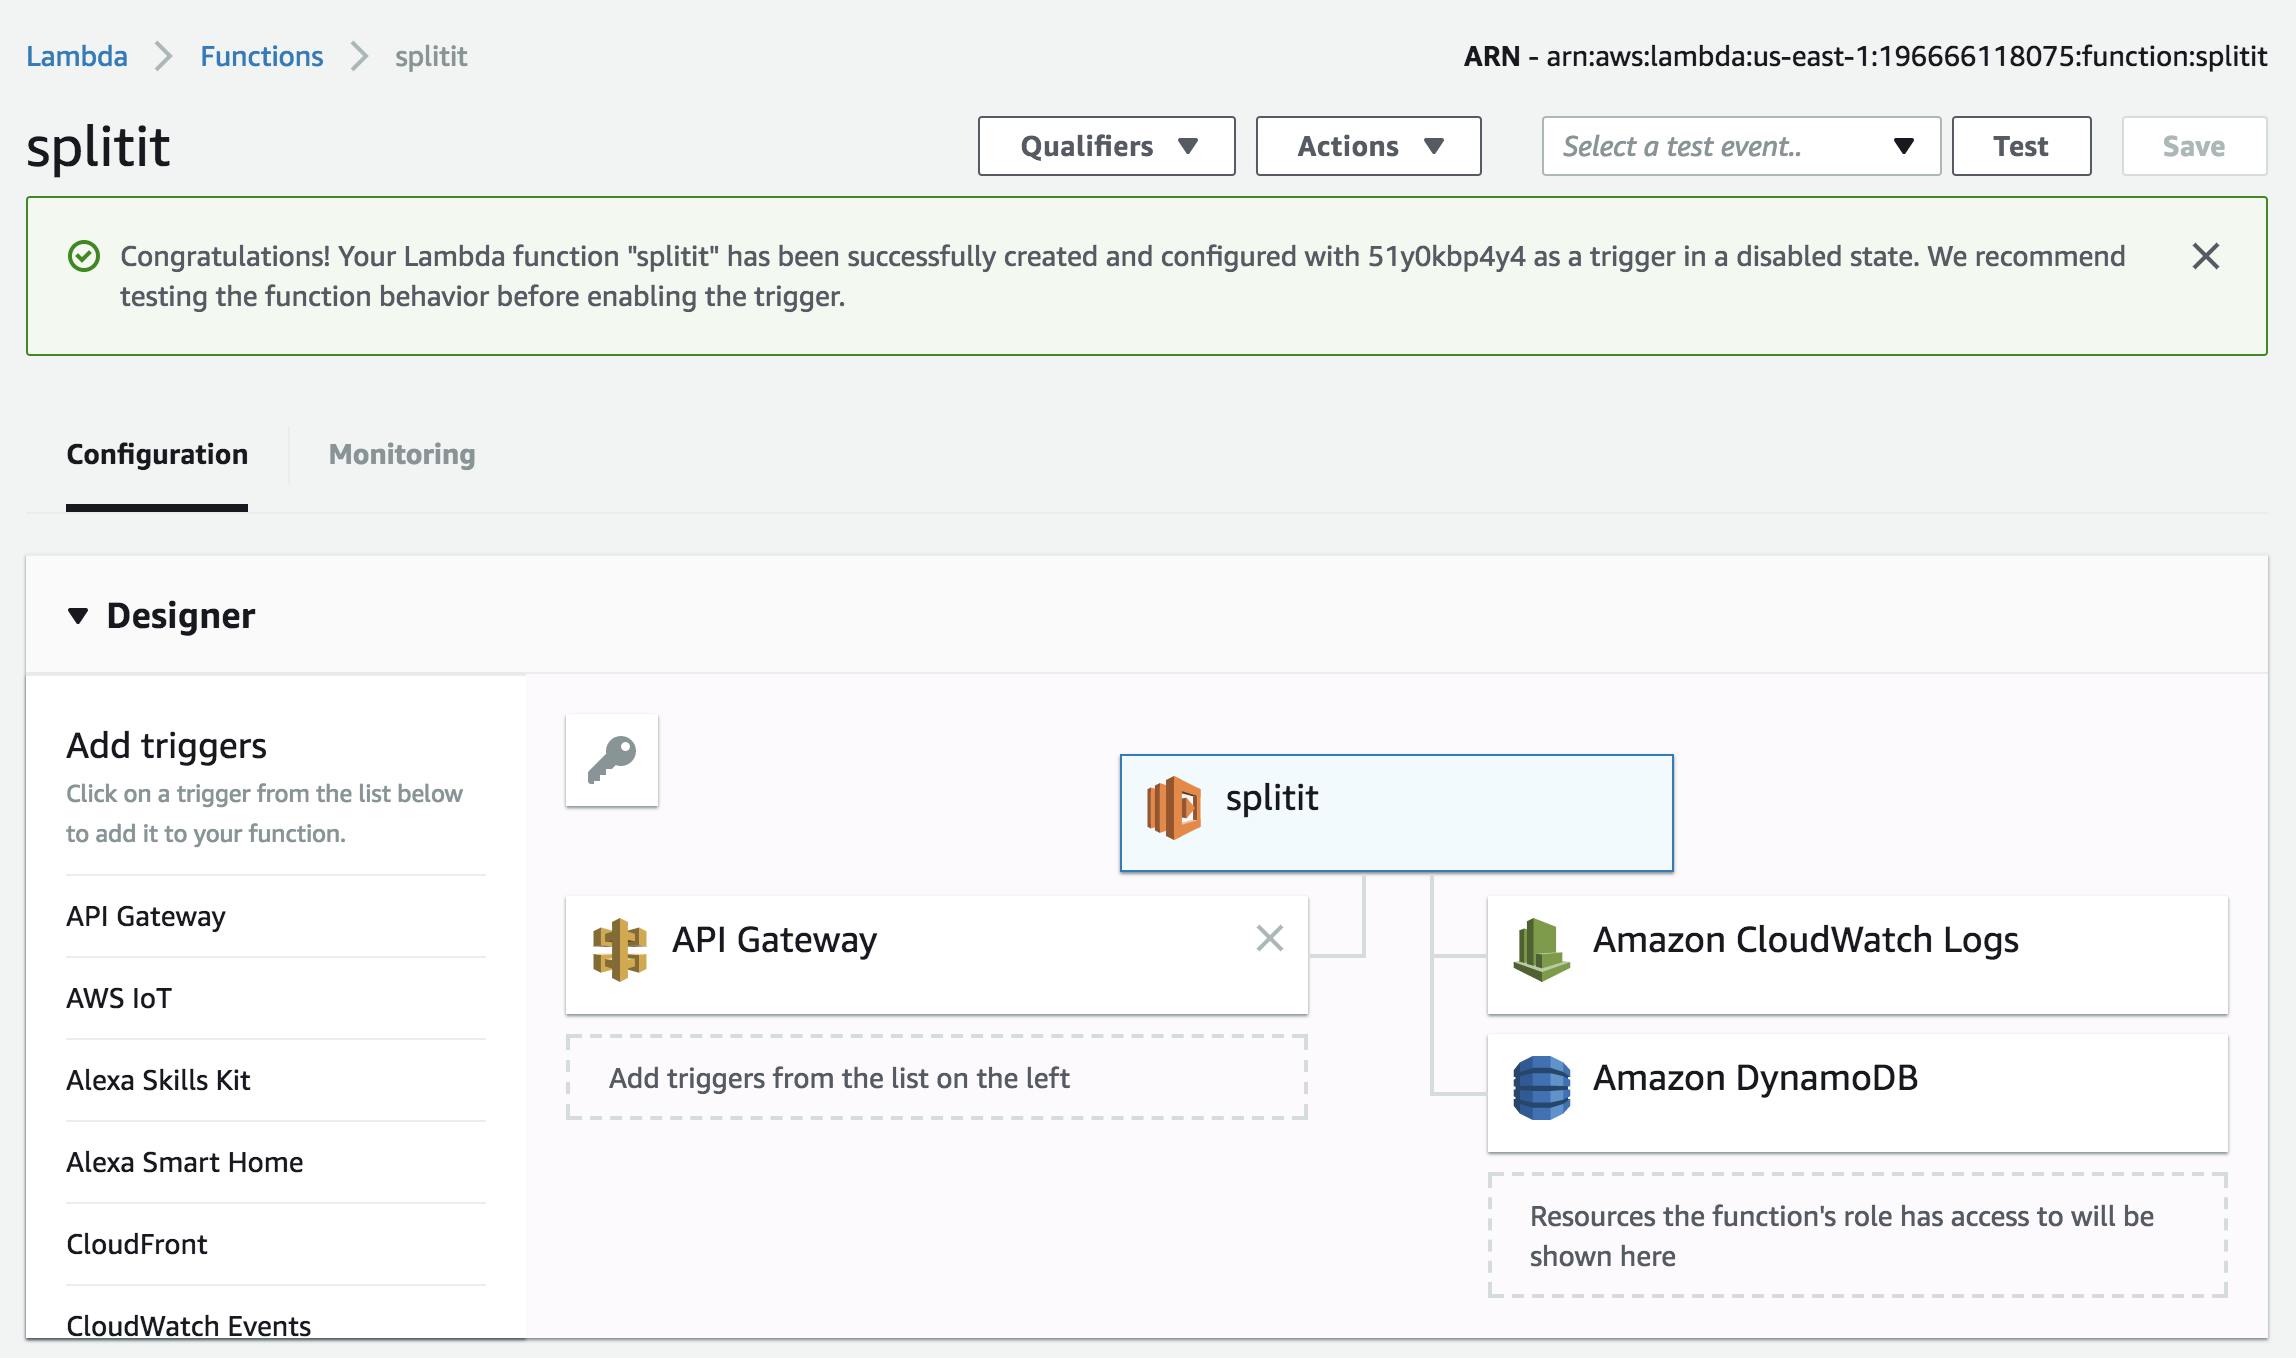 Lambda > Functions > splitit
ARN - arn:aws:lambda:us-east-1:196666118075:function:splitit
splitit
Qualifiers
Actions
Select a test event..
Test
Save
Congratulations! Your Lambda function "splitit" has been successfully created and configured with 51y0kbp4y4 as a trigger in a disabled state. We recommend
testing the function behavior before enabling the trigger.
Configuration
Monitoring
Designer
Add triggers
Click on a trigger from the list below
to add it to your function.
API Gateway
AWS IoT
Alexa Skills Kit
Alexa Smart Home
CloudFront
CloudWatch Events
splitit
API Gateway
Add triggers from the list on the left
Amazon CloudWatch Logs
Amazon DynamoDB
Resources the function's role has access to will be
shown here